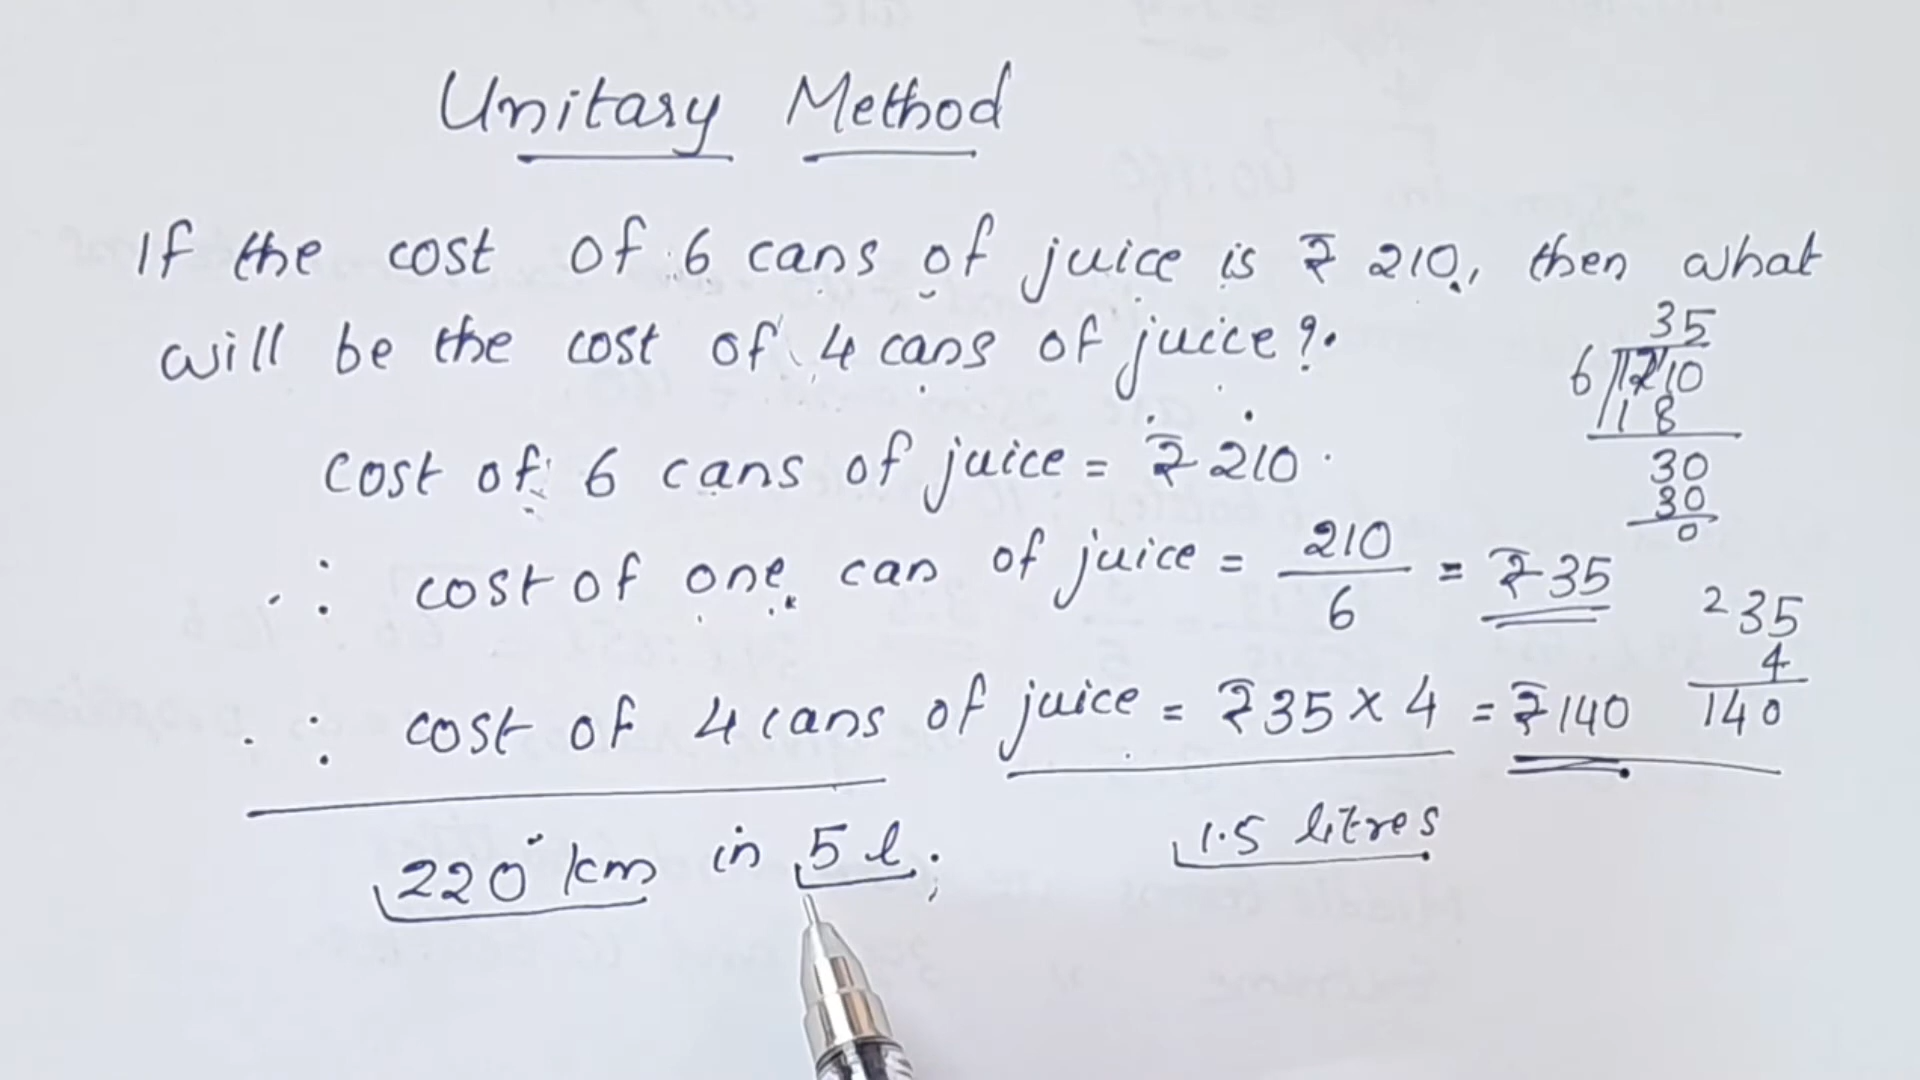 Unitary Method
If the cost of 6 cans of juice is ₹ 210, then what
will be the cost of 4 cans of juice?
35
6 210
18
30
30
0
cost of 6 cans of juice = ₹ 210
∴ cost of one can of juice = 210/6 = ₹ 35
2 35
4
140
∴ cost of 4 cans of juice = ₹ 35 × 4 = ₹ 140
220 km in 5 l; 1.5 litres